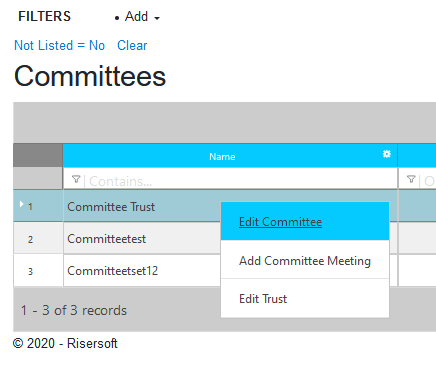 FILTERS • Add
Not Listed = No Clear
Committees
Name
Contains...
1 Committee Trust
Edit Committee
2 Committeetest
Add Committee Meeting
3 Committeetset12
Edit Trust
1 - 3 of 3 records
© 2020 - Risersoft